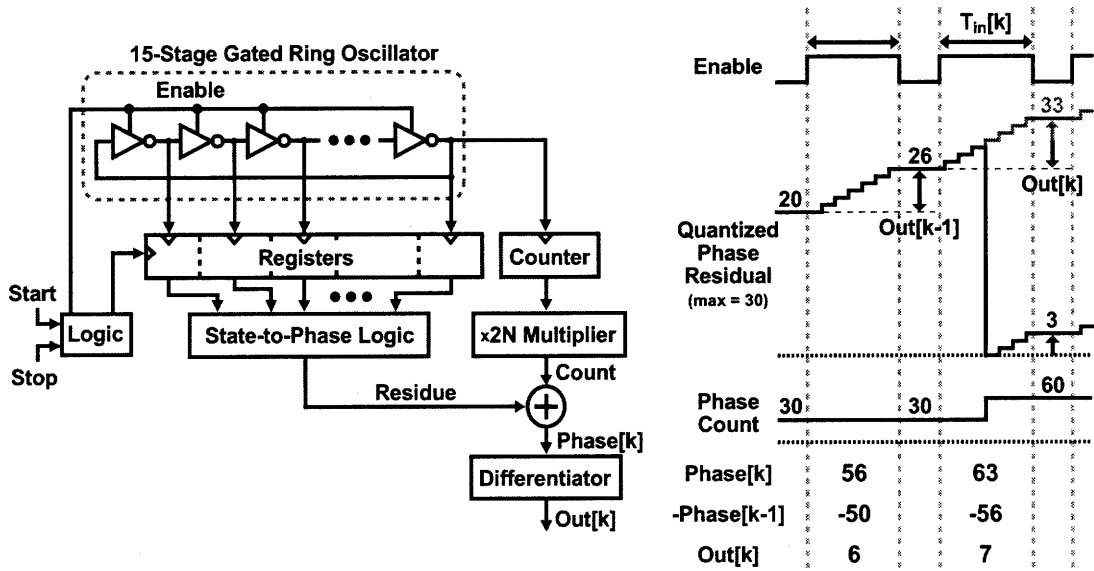 15-Stage Gated Ring Oscillator
Enable
Registers
Counter
Start
Logic
Stop
State-to-Phase Logic
x2N Multiplier
Count
Residue
+
Phase[k]
Differentiator
Out[k]
Tin[k]
Enable
33
26
20
Out[k]
Out[k-1]
Quantized
Phase
Residual
(max = 30)
3
Phase
Count
30
30
60
Phase[k] 56 63
-Phase[k-1] -50 -56
Out[k] 6 7